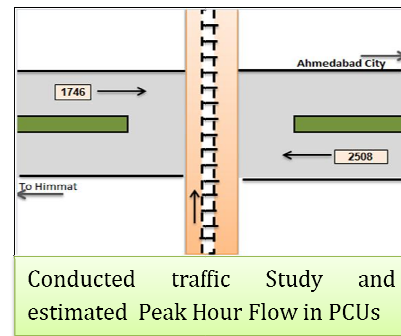 Ahmedabad City
1746
2508
To Himmat
Conducted traffic Study and
estimated Peak Hour Flow in PCUs